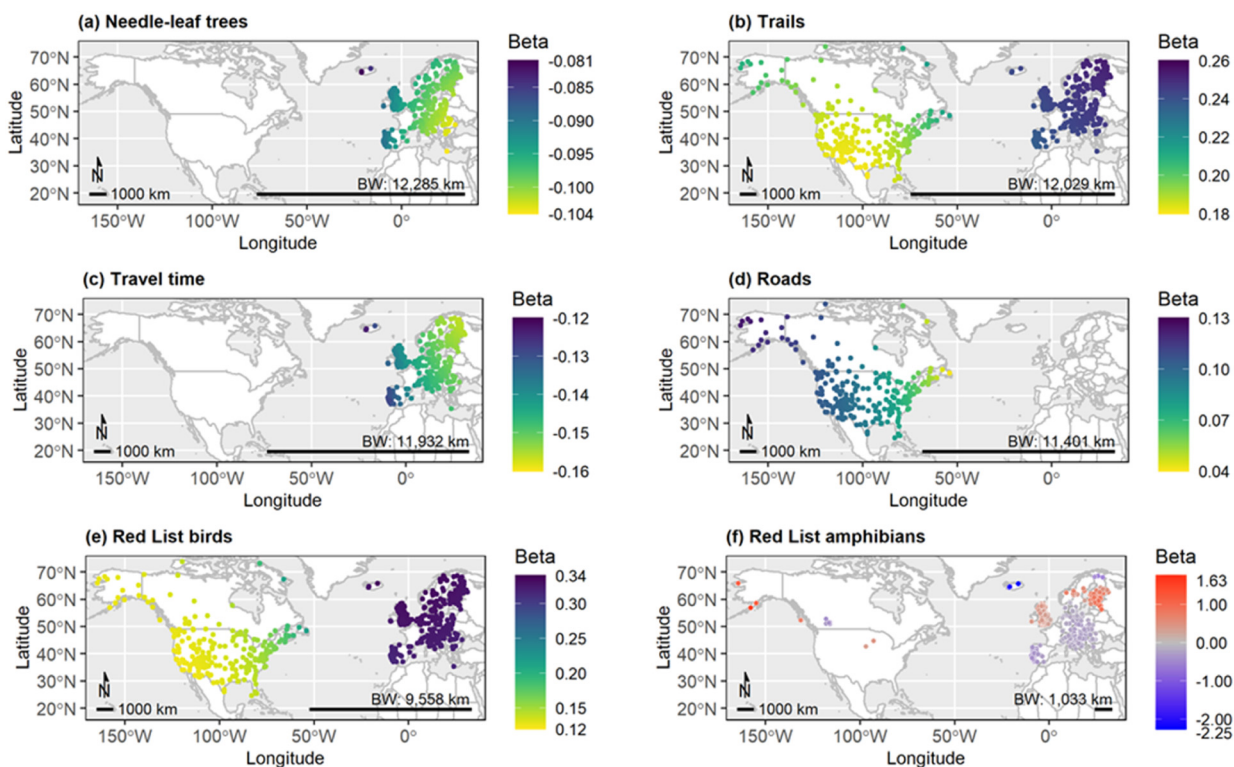 (a) Needle-leaf trees
Latitude
70°N
60°N
50°N
40°N
30°N
20°N
N
1000 km
BW: 12,285 km
150°W
100°W
50°W
0°
Longitude
Beta
-0.081
-0.085
-0.090
-0.095
-0.100
-0.104
(b) Trails
Latitude
70°N
60°N
50°N
40°N
30°N
20°N
N
1000 km
BW: 12,029 km
150°W
100°W
50°W
0°
Longitude
Beta
0.26
0.24
0.22
0.20
0.18
(c) Travel time
Latitude
70°N
60°N
50°N
40°N
30°N
20°N
N
1000 km
BW: 11,932 km
150°W
100°W
50°W
0°
Longitude
Beta
-0.12
-0.13
-0.14
-0.15
-0.16
(d) Roads
Latitude
70°N
60°N
50°N
40°N
30°N
20°N
N
1000 km
BW: 11,401 km
150°W
100°W
50°W
0°
Longitude
Beta
0.13
0.10
0.07
0.04
(e) Red List birds
Latitude
70°N
60°N
50°N
40°N
30°N
20°N
N
1000 km
BW: 9,558 km
150°W
100°W
50°W
0°
Longitude
Beta
0.34
0.30
0.25
0.20
0.15
0.12
(f) Red List amphibians
Latitude
70°N
60°N
50°N
40°N
30°N
20°N
N
1000 km
BW: 1,033 km
150°W
100°W
50°W
0°
Longitude
Beta
1.63
1.00
0.00
-1.00
-2.00
-2.25